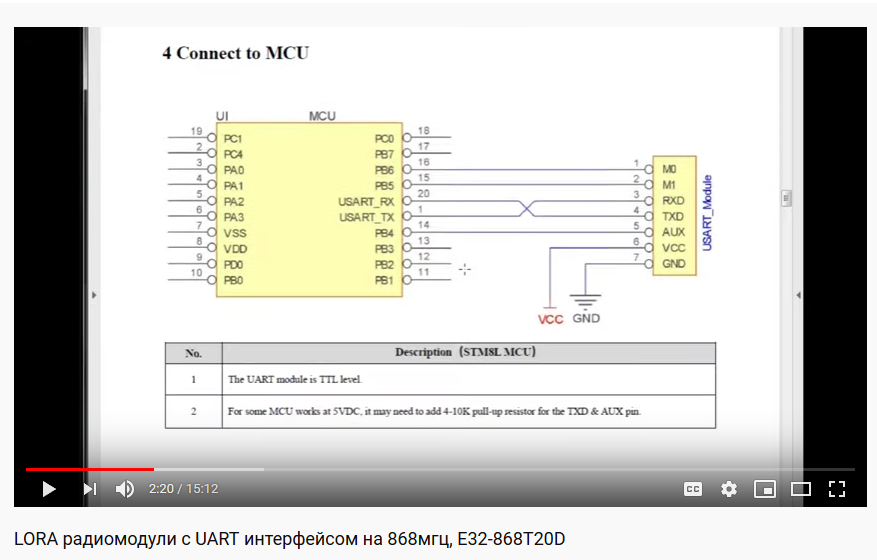 4 Connect to MCU
UI MCU
19 PC1 PC0 18
2 PC4 PB7 17
3 PA0 PB6 16 1 M0
4 PA1 PB5 15 2 M1
5 PA2 USART_RX 20 3 RXD
6 PA3 USART_TX 1 4 TXD
7 VSS PB4 14 5 AUX
8 VDD PB3 13 6 VCC
9 PD0 PB2 12 7 GND
10 PB0 PB1 11
USART_Module
VCC GND
No. Description (STM8L MCU)
1 The UART module is TTL level.
2 For some MCU works at 5VDC, it may need to add 4-10K pull-up resistor for the TXD & AUX pin.
2:20 / 15:12
CC
LORA радиомодули с UART интерфейсом на 868мгц, E32-868T20D